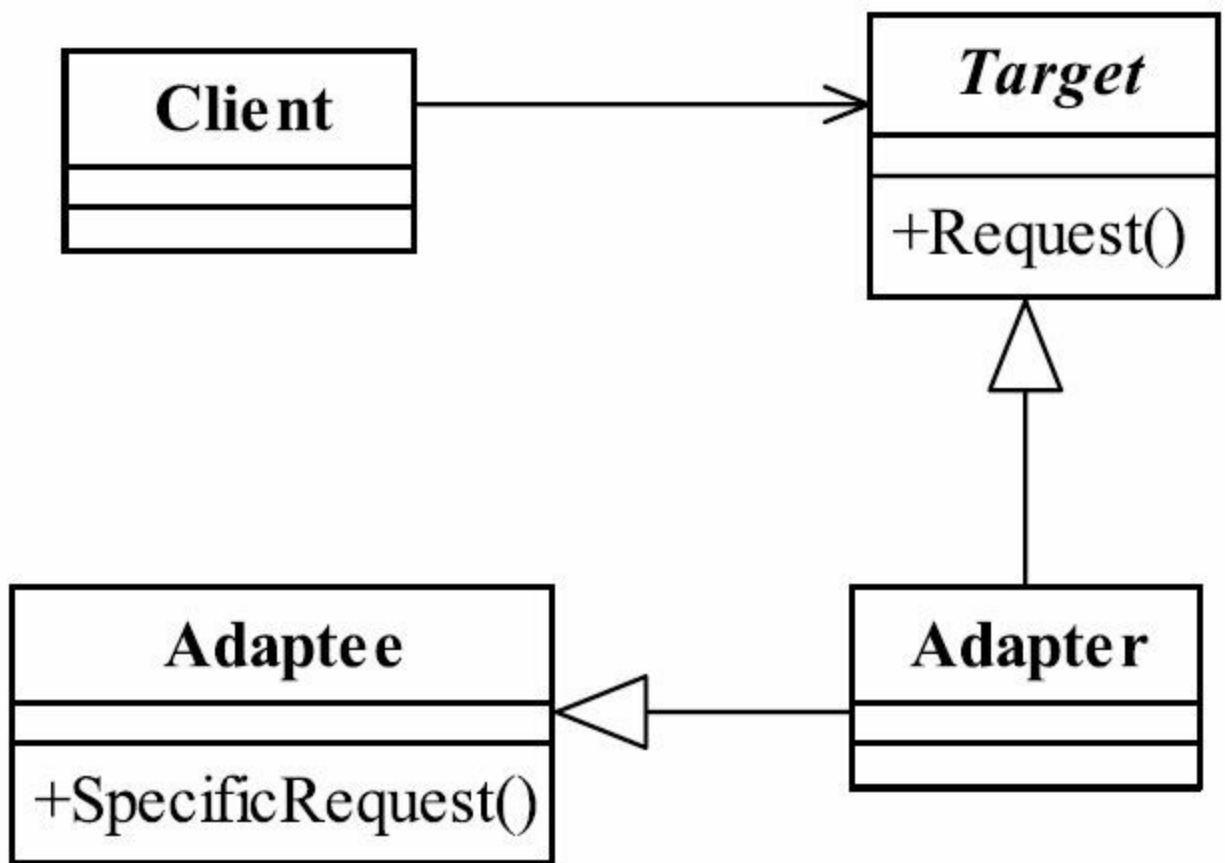 Client
Target
+Request()
Adaptee
+SpecificRequest()
Adapter